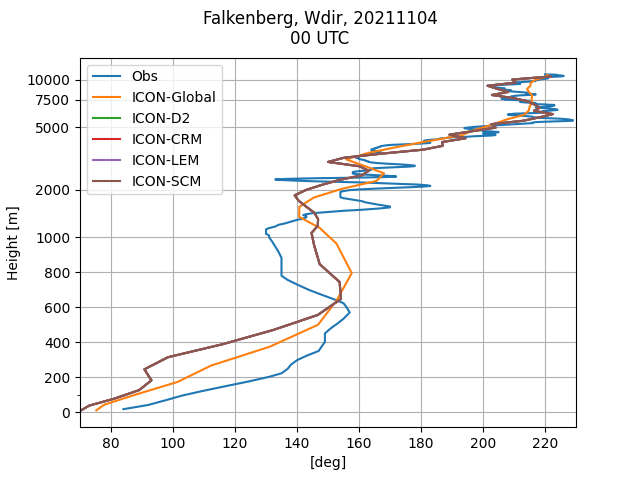 Falkenberg, Wdir, 20211104
00 UTC
Obs
ICON-Global
ICON-D2
ICON-CRM
ICON-LEM
ICON-SCM
Height [m]
10000
7500
5000
2000
1000
800
600
400
200
0
80 100 120 140 160 180 200 220
[deg]